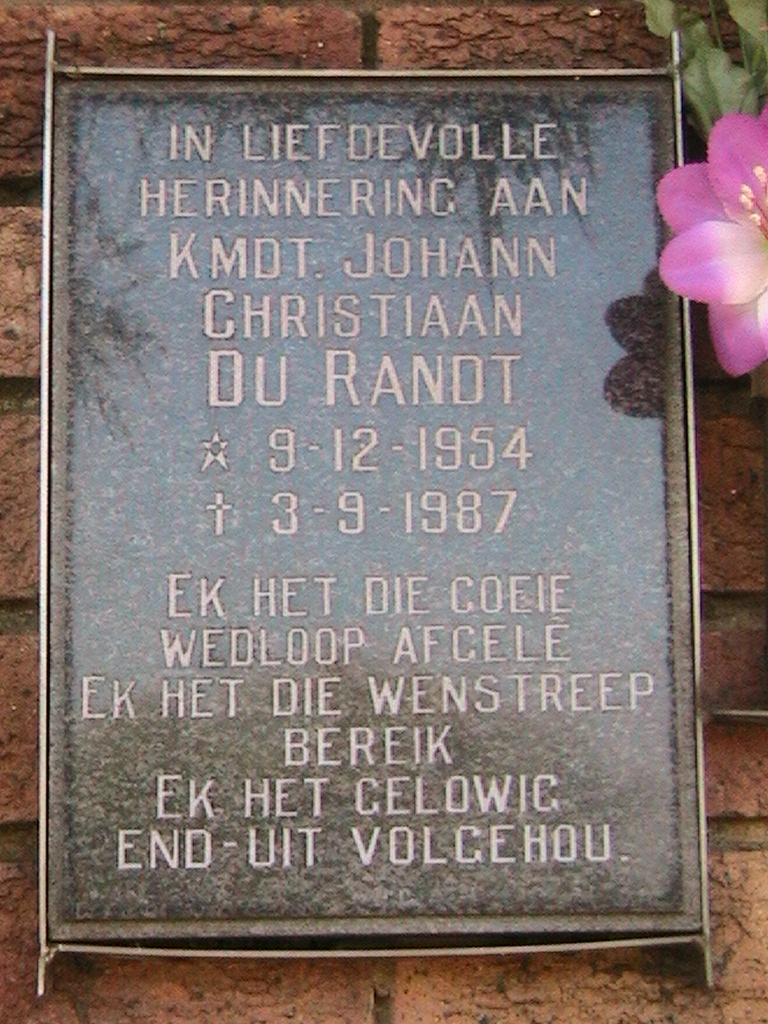 IN LIEFDEVOLLE
HERINNERING AAN
KMDT. JOHANN
CHRISTIAAN
DU RANDT
☆ 9-12-1954
† 3-9-1987
EK HET DIE GOEIE
WEDLOOP AFGELÊ
EK HET DIE WENSTREEP
BEREIK
EK HET GELOWIG
END-UIT VOLGEHOU.